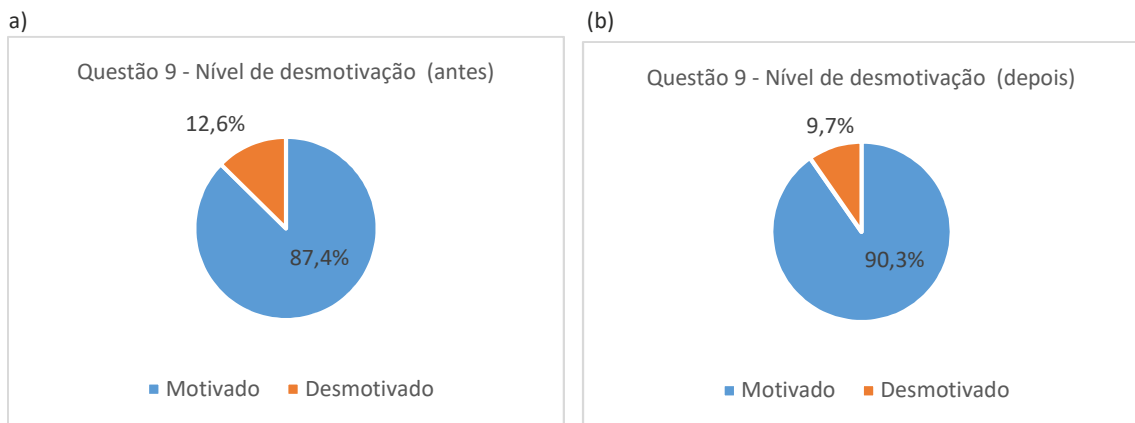 a)
Questão 9 - Nível de desmotivação (antes)
12,6%
87,4%
Motivado Desmotivado
(b)
Questão 9 - Nível de desmotivação (depois)
9,7%
90,3%
Motivado Desmotivado